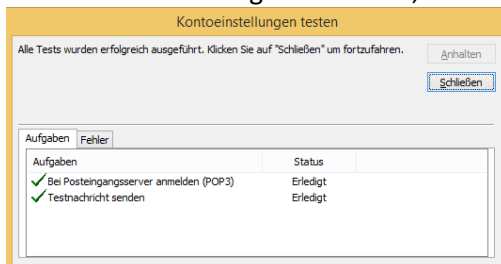 Kontoeinstellungen testen
Alle Tests wurden erfolgreich ausgeführt. Klicken Sie auf "Schließen" um fortzufahren.
Anhalten
Schließen
Aufgaben Fehler
Aufgaben Status
Bei Posteingangsserver anmelden (POP3) Erledigt
Testnachricht senden Erledigt